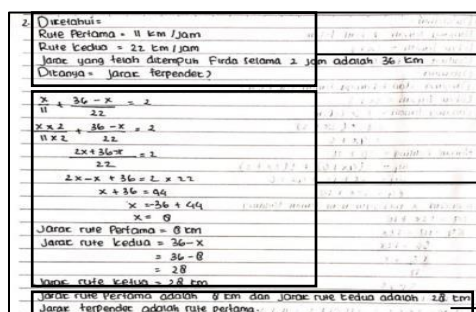 2. Diketahui =
Rute Pertama = 11 km / jam
Rute kedua = 22 km / jam
Jarak yang telah ditempuh Firda selama 2 jam adalah 36 km
Ditanya = Jarak terpendek ?
x/11 + 36 - x/22 = 2
x x 2/11 x 2 + 36 - x/22 = 2
2x + 36 - x/22 = 2
2x - x + 36 = 2 x 22
x + 36 = 44
x = -36 + 44
x = 8
Jarak rute Pertama = 8 km
Jarak rute kedua = 36 - x
= 36 - 8
= 28
Jarak rute kedua = 28 km
Jarak rute Pertama adalah 8 km dan jarak rute kedua adalah 28 km
Jarak terpendek adalah rute pertama.